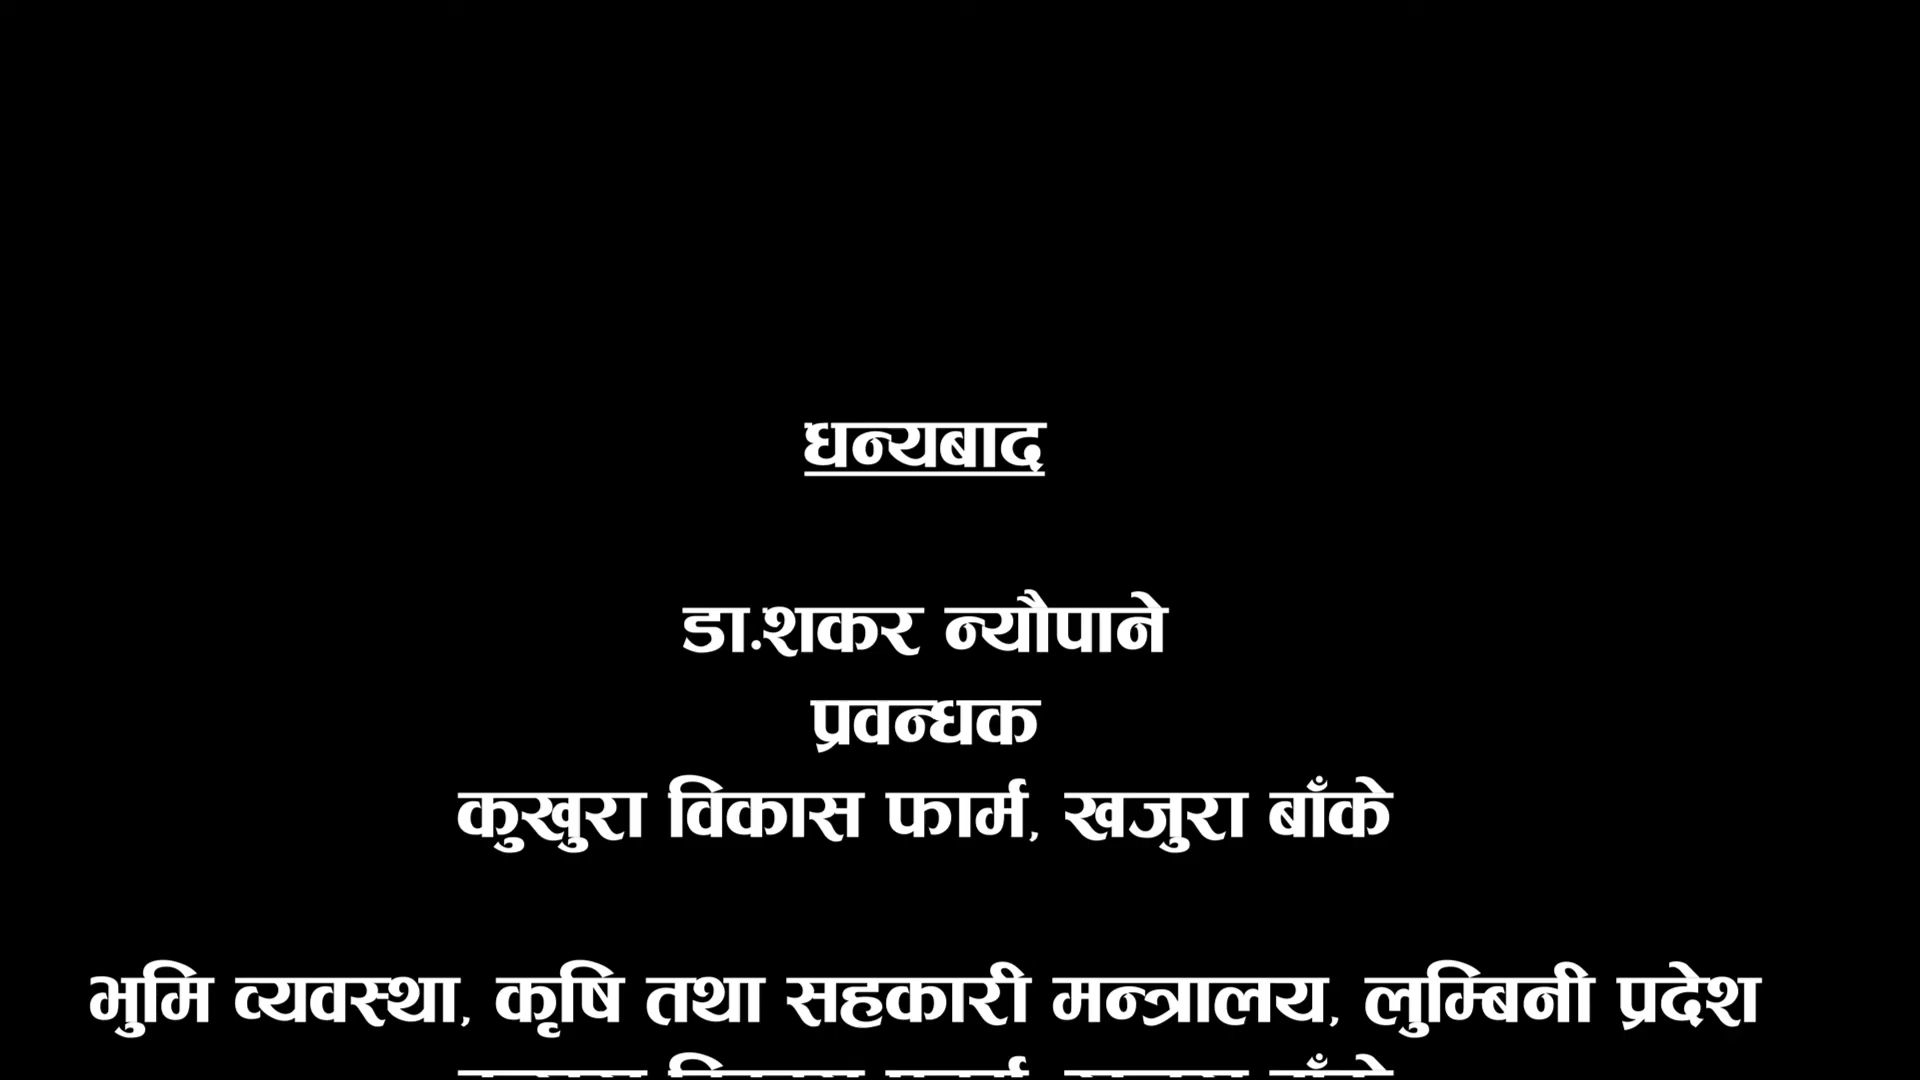 धन्यबाद
डा.शकर न्यौपाने
प्रवन्धक
कुखुरा विकास फार्म, खजुरा बाँके
भुमि व्यवस्था, कृषि तथा सहकारी मन्त्रालय, लुम्बिनी प्रदेश